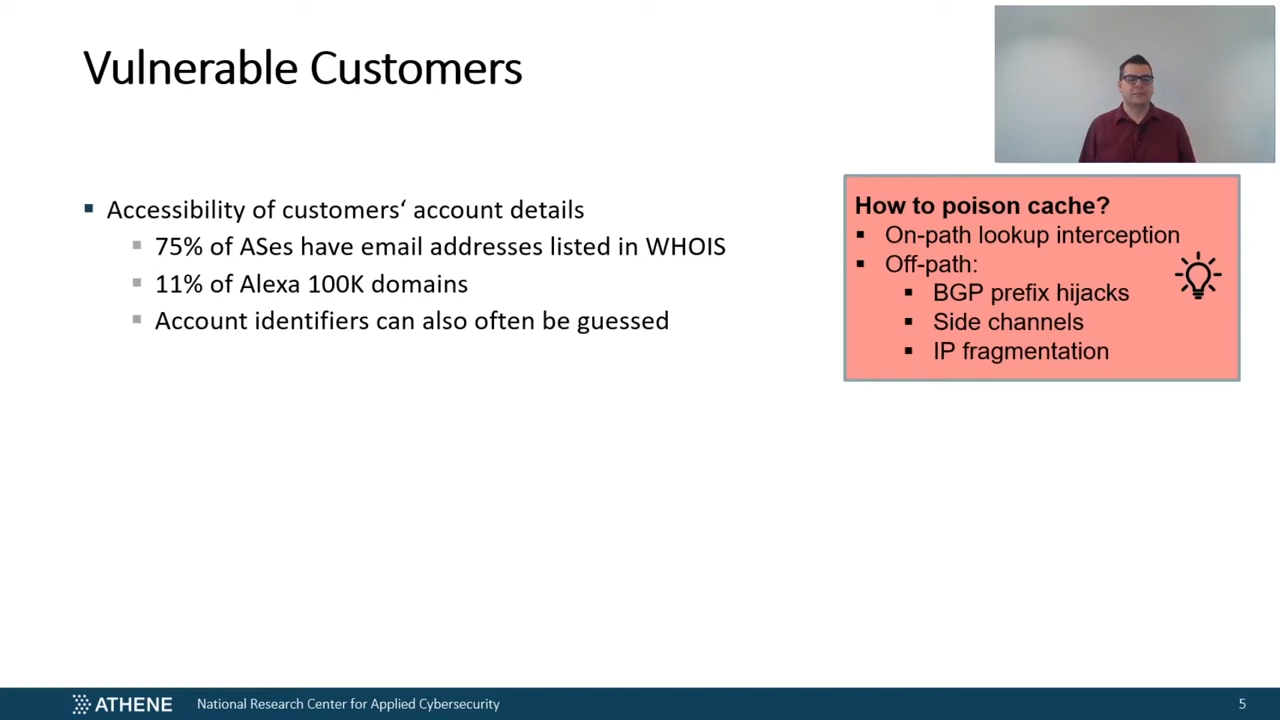 Vulnerable Customers
Accessibility of customers‘ account details
75% of ASes have email addresses listed in WHOIS
11% of Alexa 100K domains
Account identifiers can also often be guessed
How to poison cache?
On-path lookup interception
Off-path:
BGP prefix hijacks
Side channels
IP fragmentation
ATHENE
National Research Center for Applied Cybersecurity
5